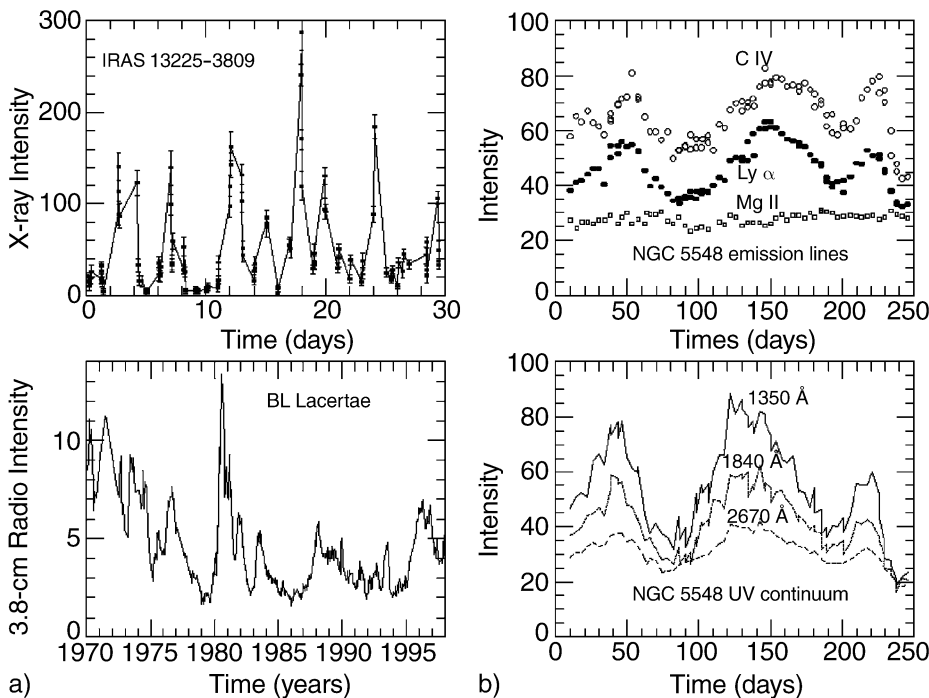 300
200
100
0
X-ray Intensity
IRAS 13225–3809
0 10 20 30
Time (days)
100
80
60
40
20
0
Intensity
C IV
Ly α
Mg II
NGC 5548 emission lines
0 50 100 150 200 250
Times (days)
10
5
0
3.8-cm Radio Intensity
BL Lacertae
1970 1975 1980 1985 1990 1995
Time (years)
a)
100
80
60
40
20
0
Intensity
1350 Å
1840 Å
2670 Å
NGC 5548 UV continuum
0 50 100 150 200 250
Time (days)
b)